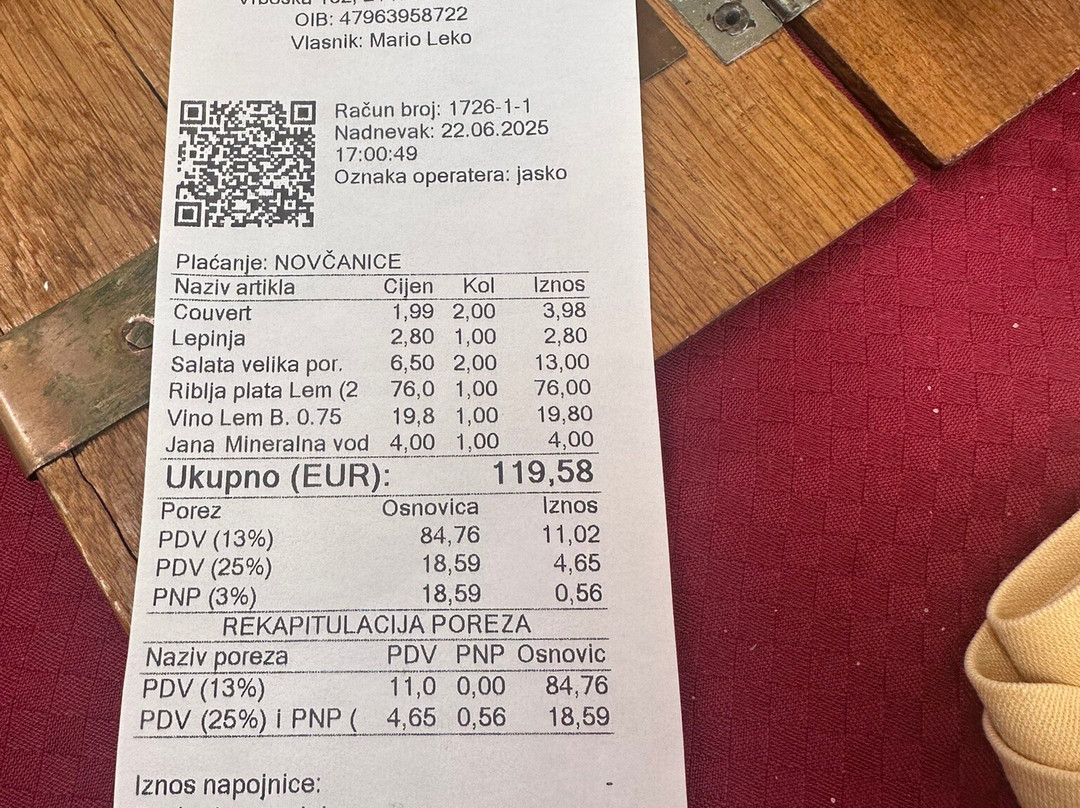 OIB: 47963958722
Vlasnik: Mario Leko
Račun broj: 1726-1-1
Nadnevak: 22.06.2025
17:00:49
Oznaka operatera: jasko
Plaćanje: NOVČANICE
Naziv artikla Cijen Kol Iznos
Couvert 1,99 2,00 3,98
Lepinja 2,80 1,00 2,80
Salata velika por. 6,50 2,00 13,00
Riblja plata Lem (2 76,0 1,00 76,00
Vino Lem B. 0.75 19,8 1,00 19,80
Jana Mineralna vod 4,00 1,00 4,00
Ukupno (EUR): 119,58
Porez Osnovica Iznos
PDV (13%) 84,76 11,02
PDV (25%) 18,59 4,65
PNP (3%) 18,59 0,56
REKAPITULACIJA POREZA
Naziv poreza PDV PNP Osnovic
PDV (13%) 11,0 0,00 84,76
PDV (25%) i PNP ( 4,65 0,56 18,59
Iznos napojnice: -